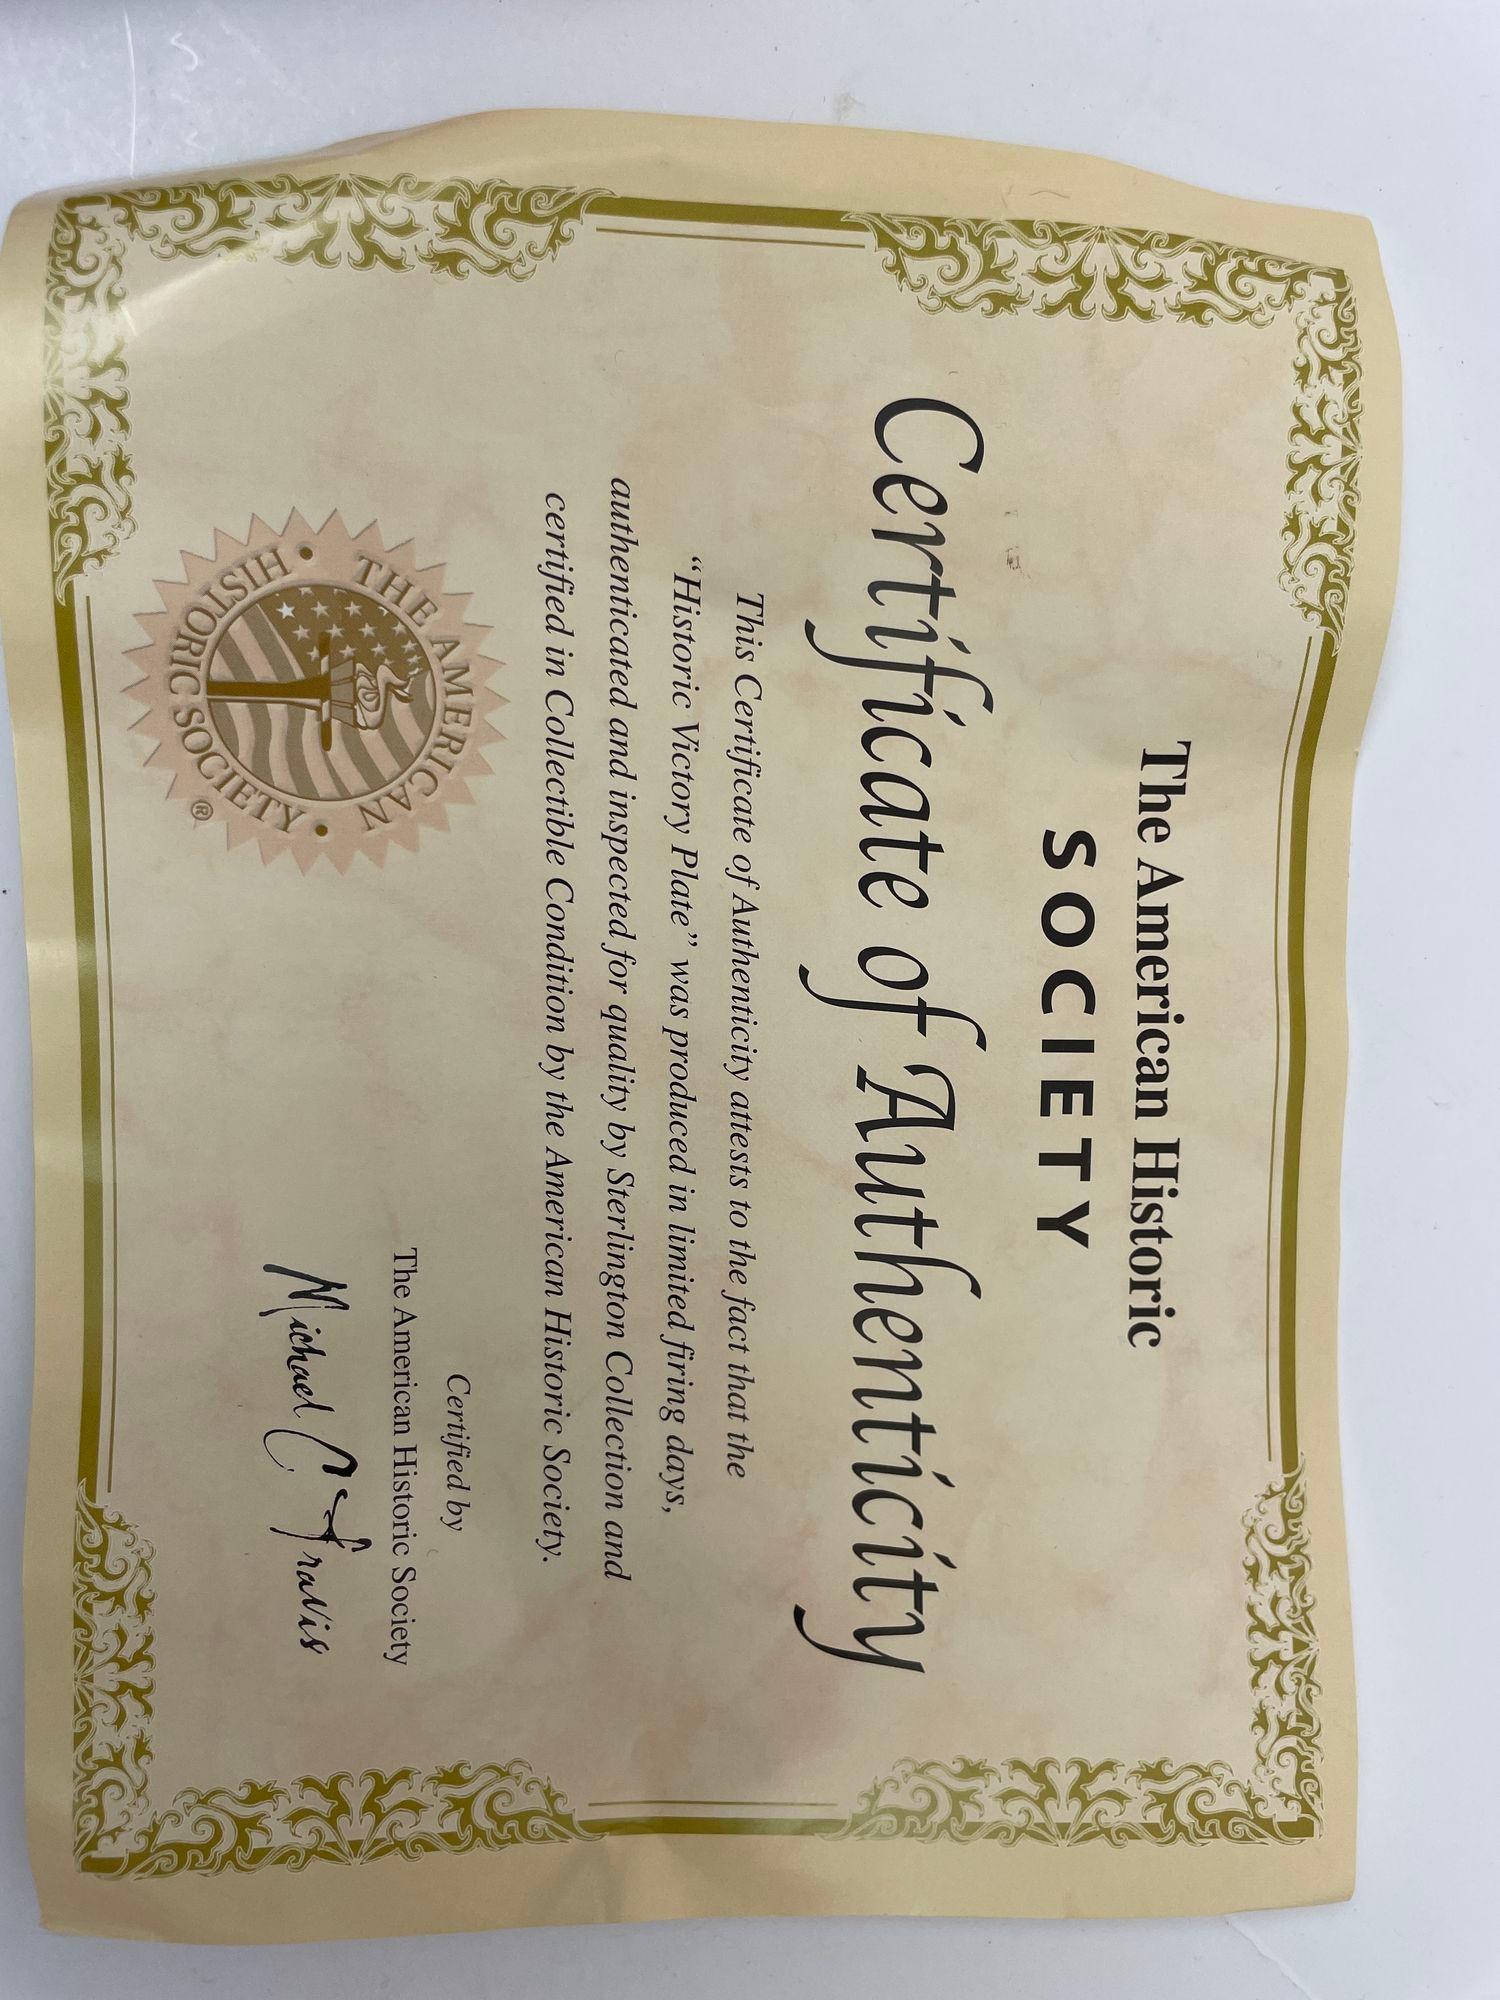 The American Historic
SOCIETY
Certificate of Authenticity
This Certificate of Authenticity attests to the fact that the
“Historic Victory Plate” was produced in limited firing days,
authenticated and inspected for quality by Sterlington Collection and
certified in Collectible Condition by the American Historic Society.
THE AMERICAN
• HISTORIC SOCIETY •
®
Certified by
The American Historic Society
Michael C Travis